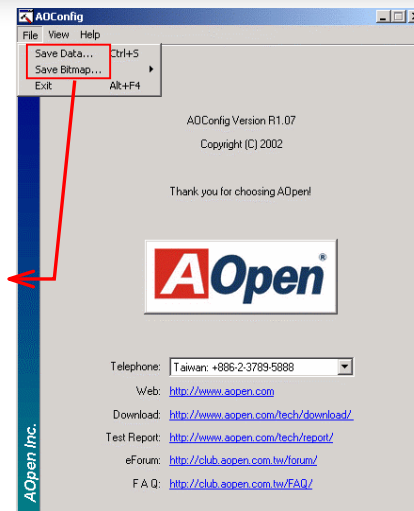 AOConfig
File View Help
Save Data... Ctrl+S
Save Bitmap...
Exit Alt+F4
AOConfig Version R1.07
Copyright (C) 2002
Thank you for choosing AOpen!
AOpen®
Telephone: Taiwan: +886-2-3789-5888
Web: http://www.aopen.com
Download: http://www.aopen.com/tech/download/
Test Report: http://www.aopen.com/tech/report/
eForum: http://club.aopen.com.tw/forum/
F A Q: http://club.aopen.com.tw/FAQ/
AOpen Inc.